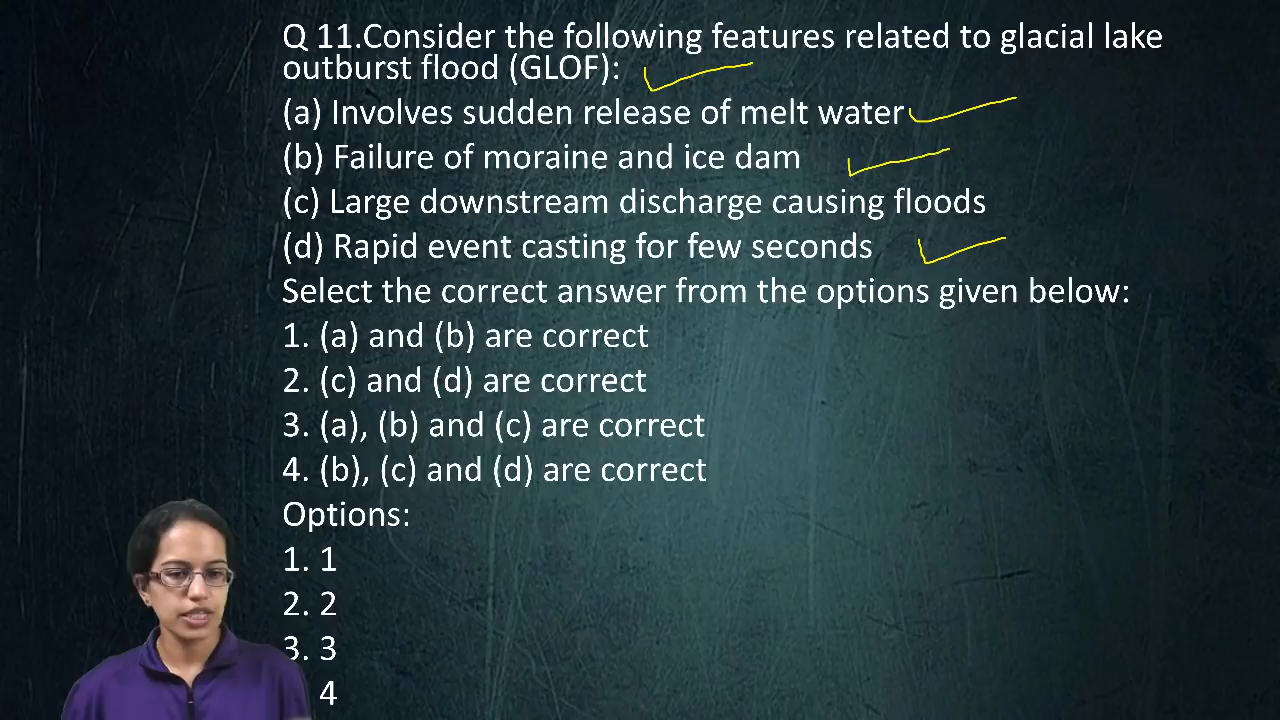 Q 11.Consider the following features related to glacial lake
outburst flood (GLOF):
(a) Involves sudden release of melt water
(b) Failure of moraine and ice dam
(c) Large downstream discharge causing floods
(d) Rapid event casting for few seconds
Select the correct answer from the options given below:
1. (a) and (b) are correct
2. (c) and (d) are correct
3. (a), (b) and (c) are correct
4. (b), (c) and (d) are correct
Options:
1. 1
2. 2
3. 3
4